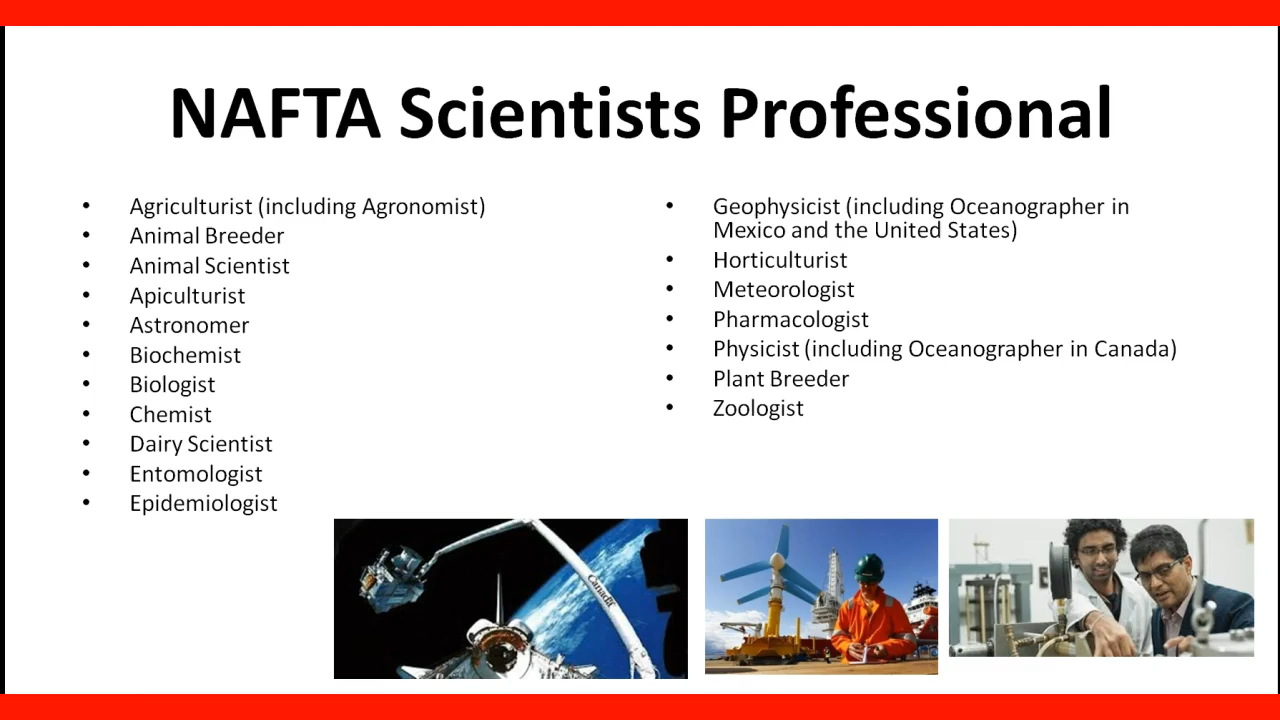 NAFTA Scientists Professional
• Agriculturist (including Agronomist)
• Animal Breeder
• Animal Scientist
• Apiculturist
• Astronomer
• Biochemist
• Biologist
• Chemist
• Dairy Scientist
• Entomologist
• Epidemiologist
• Geophysicist (including Oceanographer in
Mexico and the United States)
• Horticulturist
• Meteorologist
• Pharmacologist
• Physicist (including Oceanographer in Canada)
• Plant Breeder
• Zoologist
Canada